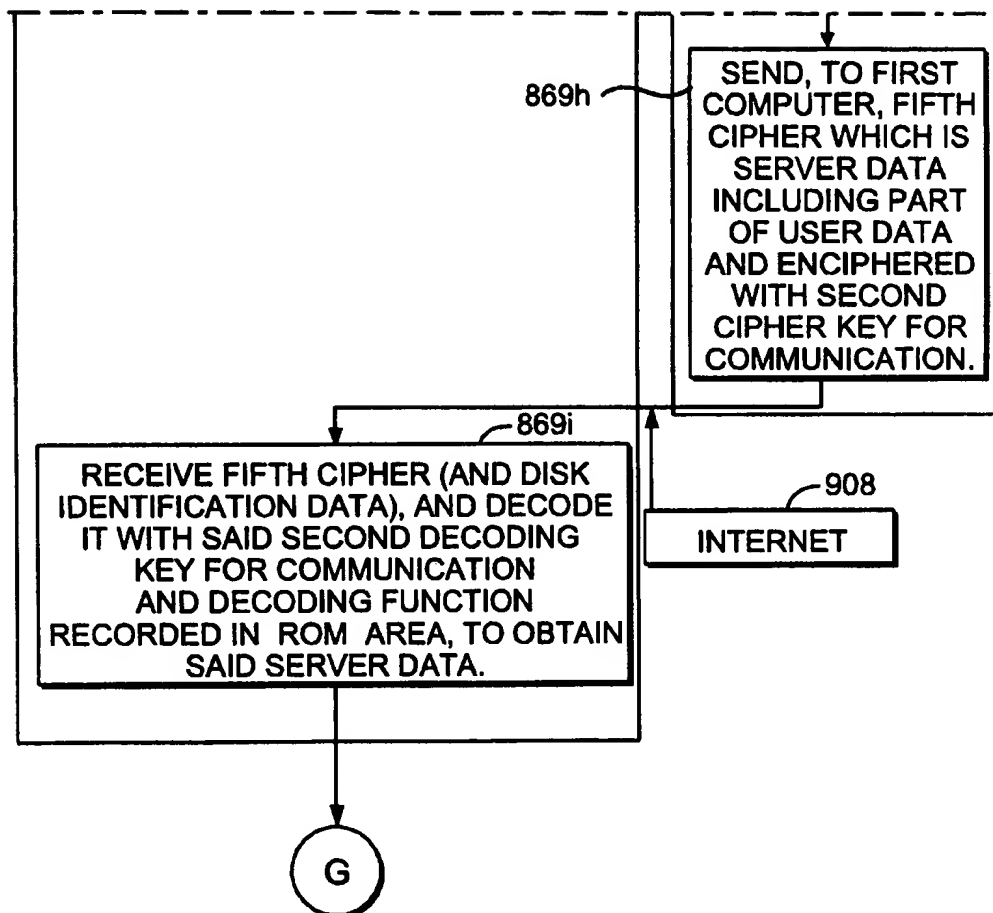 869h
SEND, TO FIRST
COMPUTER, FIFTH
CIPHER WHICH IS
SERVER DATA
INCLUDING PART
OF USER DATA
AND ENCIPHERED
WITH SECOND
CIPHER KEY FOR
COMMUNICATION.
869i
RECEIVE FIFTH CIPHER (AND DISK
IDENTIFICATION DATA), AND DECODE
IT WITH SAID SECOND DECODING
KEY FOR COMMUNICATION
AND DECODING FUNCTION
RECORDED IN ROM AREA, TO OBTAIN
SAID SERVER DATA.
908
INTERNET
G